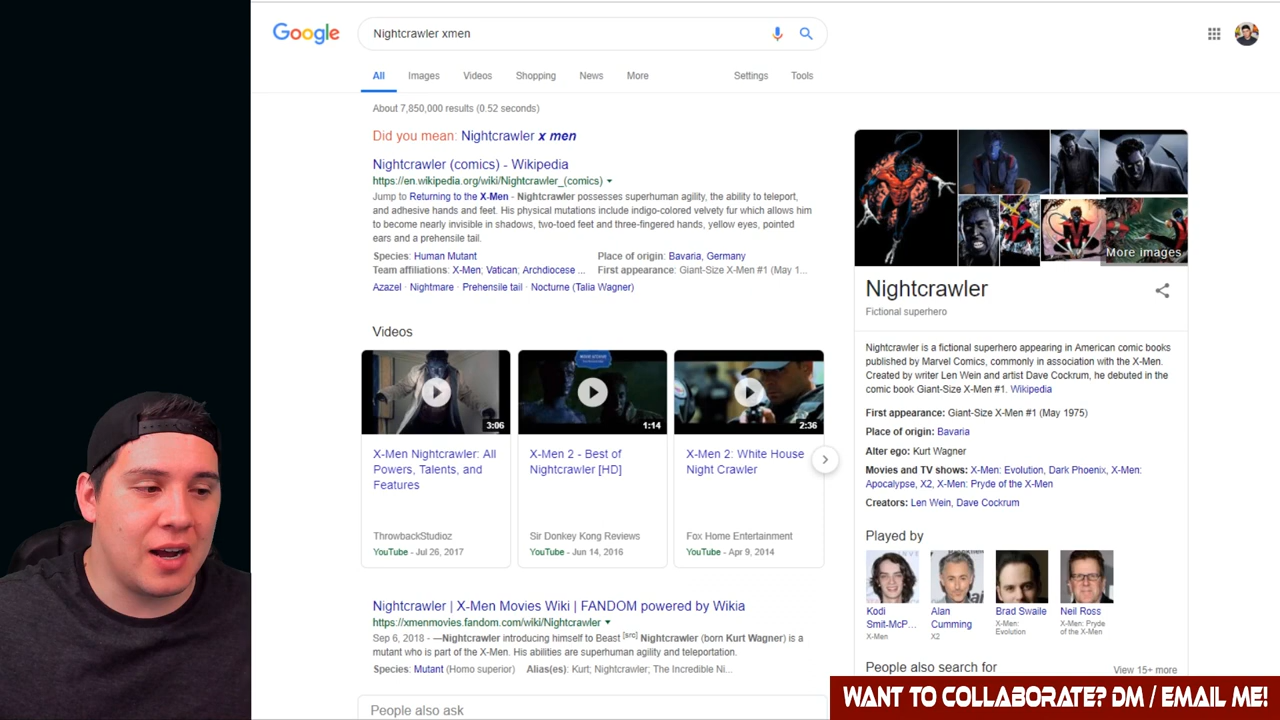 Google
Nightcrawler xmen
All
Images
Videos
Shopping
News
More
Settings
Tools
About 7,850,000 results (0.52 seconds)
Did you mean: Nightcrawler x men
Nightcrawler (comics) - Wikipedia
https://en.wikipedia.org/wiki/Nightcrawler_(comics)
Jump to Returning to the X-Men - Nightcrawler possesses superhuman agility, the ability to teleport,
and adhesive hands and feet. His physical mutations include indigo-colored velvety fur which allows him
to become nearly invisible in shadows, two-toed feet and three-fingered hands, yellow eyes, pointed
ears and a prehensile tail.
Species: Human Mutant
Place of origin: Bavaria, Germany
Team affiliations: X-Men; Vatican; Archdiocese ...
First appearance: Giant-Size X-Men #1 (May 1...
Azazel · Nightmare · Prehensile tail · Nocturne (Talia Wagner)
Videos
3:06
1:14
2:36
X-Men Nightcrawler: All
Powers, Talents, and
Features
ThrowbackStudioz
YouTube - Jul 26, 2017
X-Men 2 - Best of
Nightcrawler [HD]
Sir Donkey Kong Reviews
YouTube - Jun 14, 2016
X-Men 2: White House
Night Crawler
Fox Home Entertainment
YouTube - Apr 9, 2014
Nightcrawler | X-Men Movies Wiki | FANDOM powered by Wikia
https://xmenmovies.fandom.com/wiki/Nightcrawler
Sep 6, 2018 - —Nightcrawler introducing himself to Beast [src] Nightcrawler (born Kurt Wagner) is a
mutant who is part of the X-Men. His abilities are superhuman agility and teleportation.
Species: Mutant (Homo superior)
Alias(es): Kurt; Nightcrawler; The Incredible Ni...
People also ask
More images
Nightcrawler
Fictional superhero
Nightcrawler is a fictional superhero appearing in American comic books
published by Marvel Comics, commonly in association with the X-Men.
Created by writer Len Wein and artist Dave Cockrum, he debuted in the
comic book Giant-Size X-Men #1. Wikipedia
First appearance: Giant-Size X-Men #1 (May 1975)
Place of origin: Bavaria
Alter ego: Kurt Wagner
Movies and TV shows: X-Men: Evolution, Dark Phoenix, X-Men:
Apocalypse, X2, X-Men: Pryde of the X-Men
Creators: Len Wein, Dave Cockrum
Played by
Kodi
Smit-McP...
X-Men
Alan
Cumming
X2
Brad Swaile
X-Men:
Evolution
Neil Ross
X-Men: Pryde
of the X-Men
People also search for
View 15+ more
WANT TO COLLABORATE? DM / EMAIL ME!